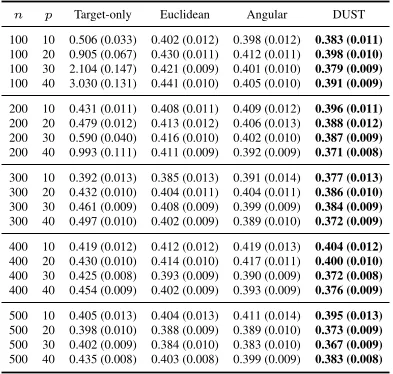 n p Target-only Euclidean Angular DUST
100 10 0.506 (0.033) 0.402 (0.012) 0.398 (0.012) 0.383 (0.011)
100 20 0.905 (0.067) 0.430 (0.011) 0.412 (0.011) 0.398 (0.010)
100 30 2.104 (0.147) 0.421 (0.009) 0.401 (0.010) 0.379 (0.009)
100 40 3.030 (0.131) 0.441 (0.010) 0.405 (0.010) 0.391 (0.009)
200 10 0.431 (0.011) 0.408 (0.011) 0.409 (0.012) 0.396 (0.011)
200 20 0.479 (0.012) 0.413 (0.012) 0.406 (0.013) 0.388 (0.012)
200 30 0.590 (0.040) 0.416 (0.010) 0.402 (0.010) 0.387 (0.009)
200 40 0.993 (0.111) 0.411 (0.009) 0.392 (0.009) 0.371 (0.008)
300 10 0.392 (0.013) 0.385 (0.013) 0.391 (0.014) 0.377 (0.013)
300 20 0.432 (0.010) 0.404 (0.011) 0.404 (0.011) 0.386 (0.010)
300 30 0.461 (0.009) 0.408 (0.009) 0.399 (0.009) 0.384 (0.009)
300 40 0.497 (0.010) 0.402 (0.009) 0.389 (0.010) 0.372 (0.009)
400 10 0.419 (0.012) 0.412 (0.012) 0.419 (0.013) 0.404 (0.012)
400 20 0.430 (0.010) 0.414 (0.010) 0.417 (0.011) 0.400 (0.010)
400 30 0.425 (0.008) 0.393 (0.009) 0.390 (0.009) 0.372 (0.008)
400 40 0.454 (0.009) 0.402 (0.009) 0.393 (0.009) 0.376 (0.009)
500 10 0.405 (0.013) 0.404 (0.013) 0.411 (0.014) 0.395 (0.013)
500 20 0.398 (0.010) 0.388 (0.009) 0.389 (0.010) 0.373 (0.009)
500 30 0.402 (0.009) 0.384 (0.010) 0.383 (0.010) 0.367 (0.009)
500 40 0.435 (0.008) 0.403 (0.008) 0.399 (0.009) 0.383 (0.008)